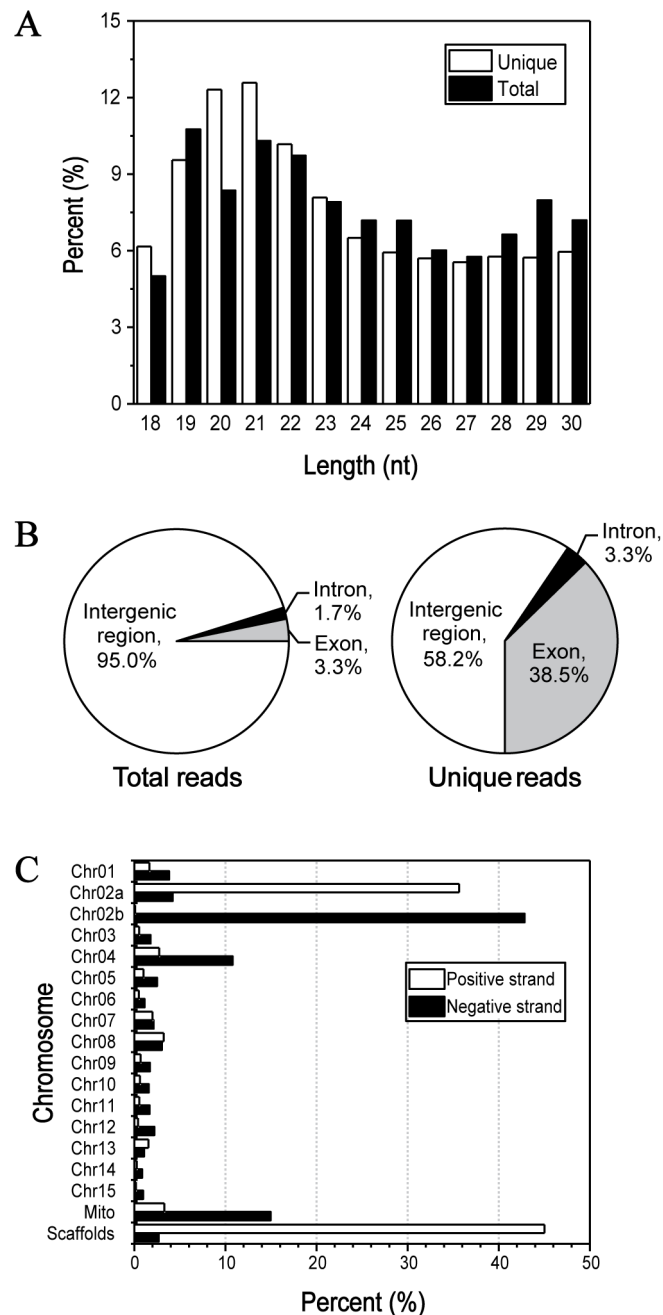 A
15
12
9
6
3
0
Percent (%)
Unique
Total
18 19 20 21 22 23 24 25 26 27 28 29 30
Length (nt)
B
Intergenic
region,
95.0%
Intron,
1.7%
Exon,
3.3%
Total reads
Intergenic
region,
58.2%
Intron,
3.3%
Exon,
38.5%
Unique reads
C
Chromosome
Chr01
Chr02a
Chr02b
Chr03
Chr04
Chr05
Chr06
Chr07
Chr08
Chr09
Chr10
Chr11
Chr12
Chr13
Chr14
Chr15
Mito
Scaffolds
Positive strand
Negative strand
0 10 20 30 40 50
Percent (%)